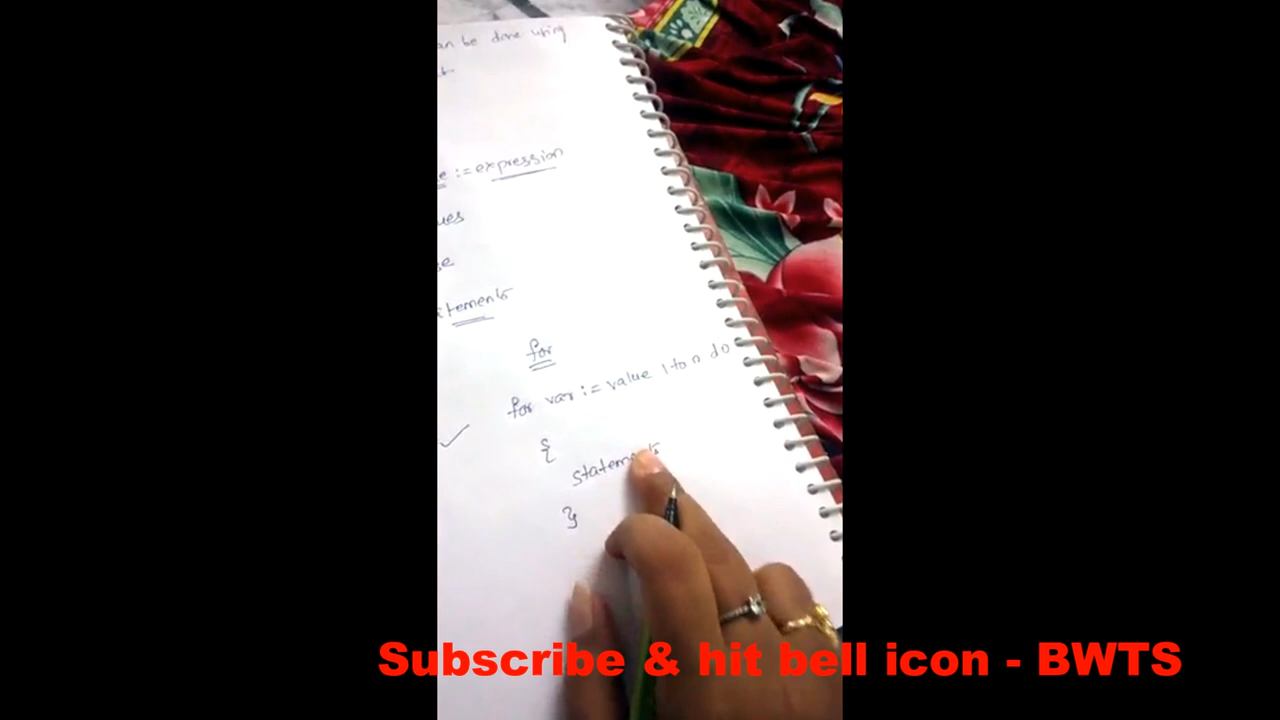 an be done using
e := expression
ues
se
tements
for
for var := value 1 to n do
{
statements
}
Subscribe & hit bell icon - BWTS